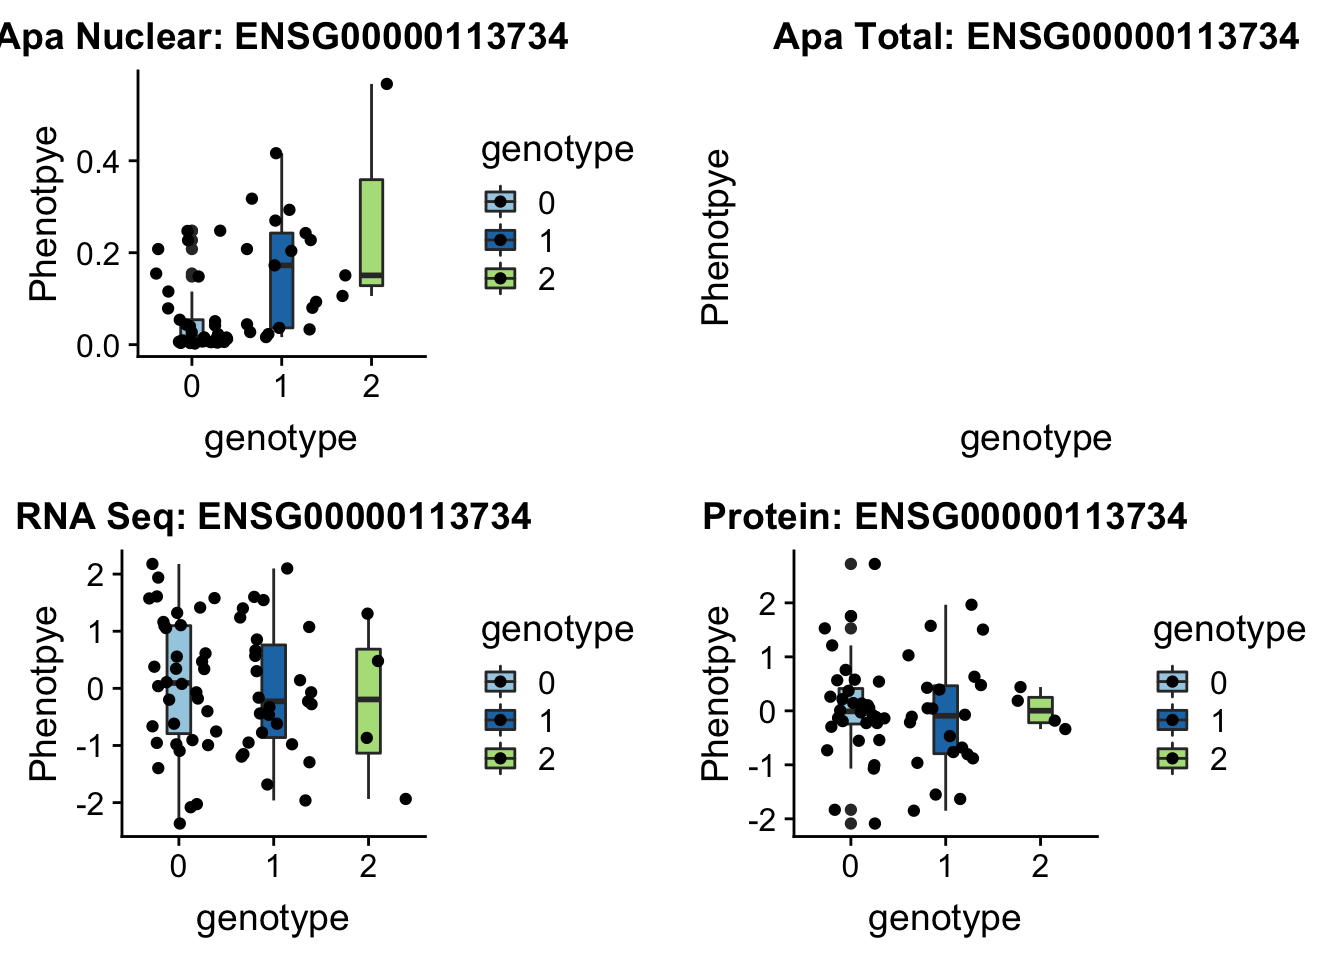 Apa Nuclear: ENSG00000113734
Phenotpye
0.4
0.2
0.0
0 1 2
genotype
genotype
0
1
2
Apa Total: ENSG00000113734
Phenotpye
genotype
RNA Seq: ENSG00000113734
Phenotpye
2
1
0
-1
-2
0 1 2
genotype
genotype
0
1
2
Protein: ENSG00000113734
Phenotpye
2
1
0
-1
-2
0 1 2
genotype
genotype
0
1
2